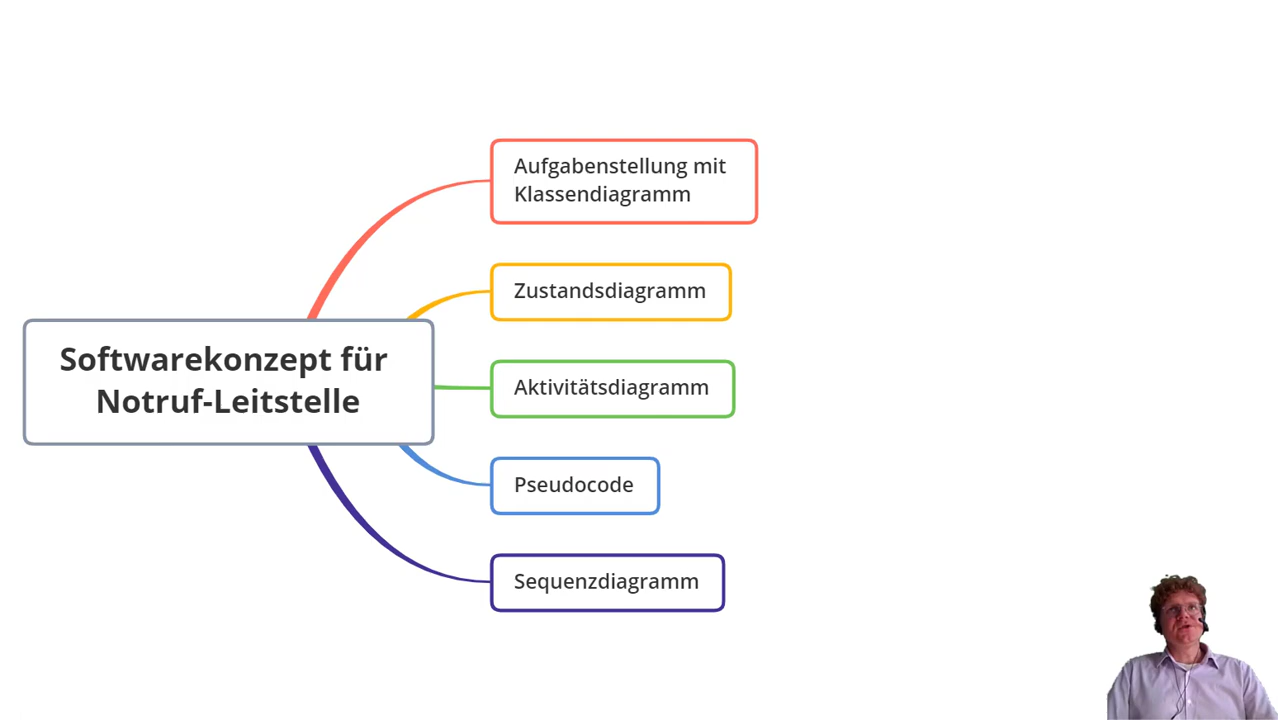 Softwarekonzept für
Notruf-Leitstelle
Aufgabenstellung mit
Klassendiagramm
Zustandsdiagramm
Aktivitätsdiagramm
Pseudocode
Sequenzdiagramm